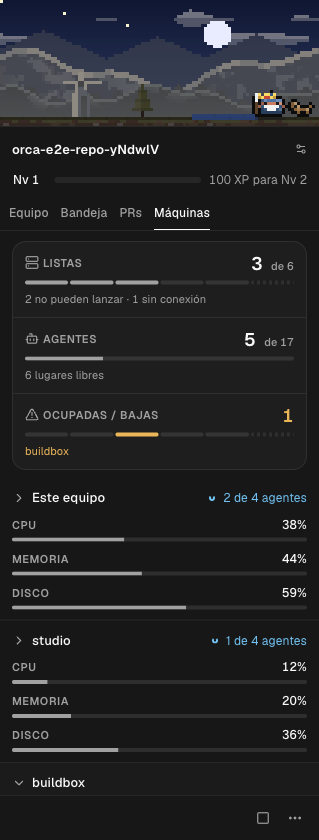 orca-e2e-repo-yNdwlV
Nv 1 100 XP para Nv 2
Equipo Bandeja PRs Máquinas
LISTAS 3 de 6
2 no pueden lanzar · 1 sin conexión
AGENTES 5 de 17
6 lugares libres
OCUPADAS / BAJAS 1
buildbox
Este equipo 2 de 4 agentes
CPU 38%
MEMORIA 44%
DISCO 59%
studio 1 de 4 agentes
CPU 12%
MEMORIA 20%
DISCO 36%
buildbox